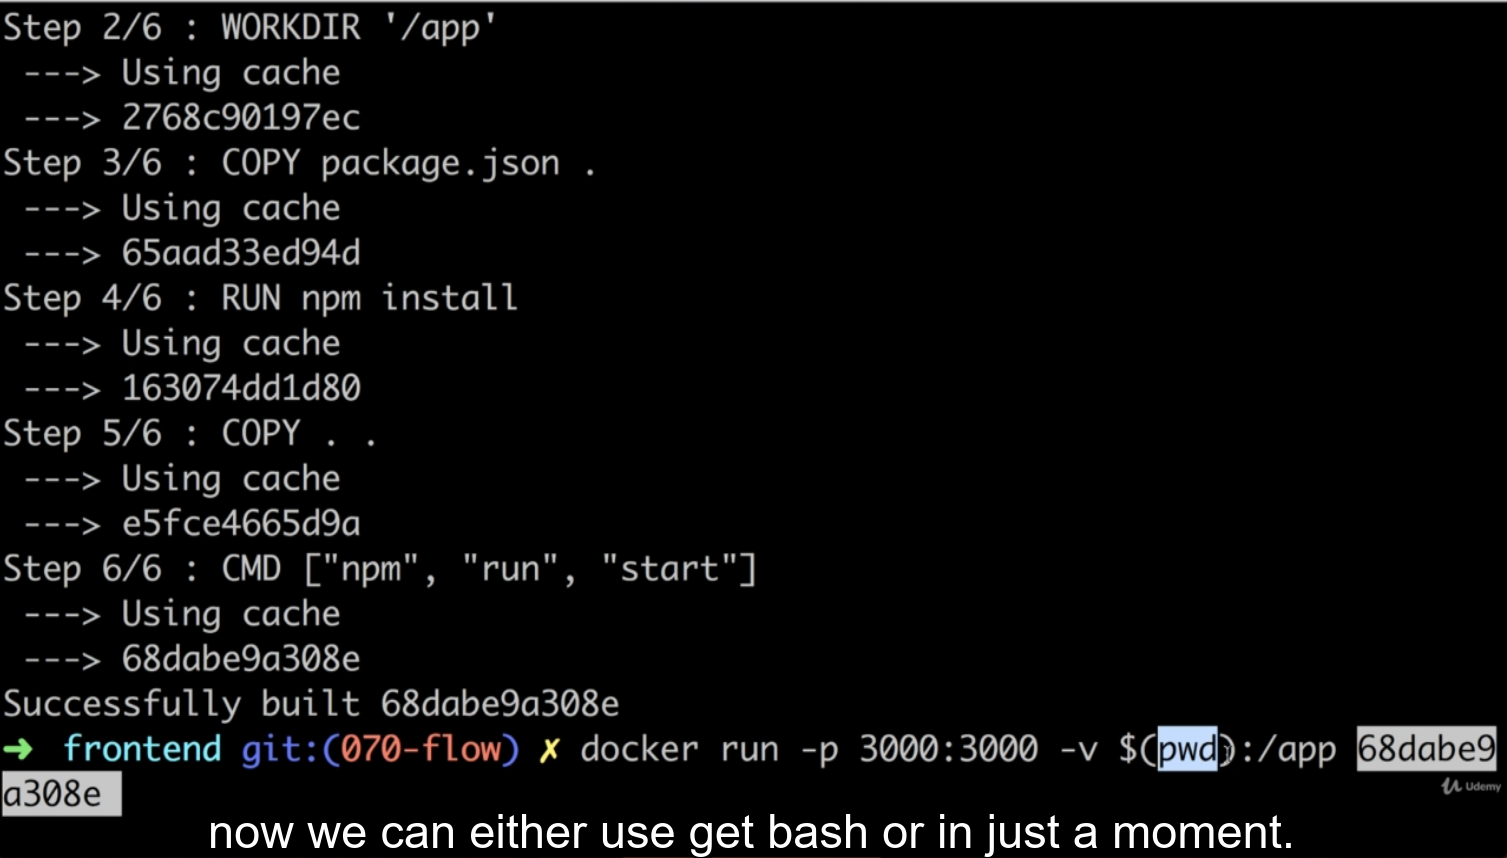 Step 2/6 : WORKDIR '/app'
---> Using cache
---> 2768c90197ec
Step 3/6 : COPY package.json .
---> Using cache
---> 65aad33ed94d
Step 4/6 : RUN npm install
---> Using cache
---> 163074dd1d80
Step 5/6 : COPY . .
---> Using cache
---> e5fce4665d9a
Step 6/6 : CMD ["npm", "run", "start"]
---> Using cache
---> 68dabe9a308e
Successfully built 68dabe9a308e
➜ frontend git:(070-flow) ✗ docker run -p 3000:3000 -v $(pwd):/app 68dabe9
a308e
Udemy
now we can either use get bash or in just a moment.